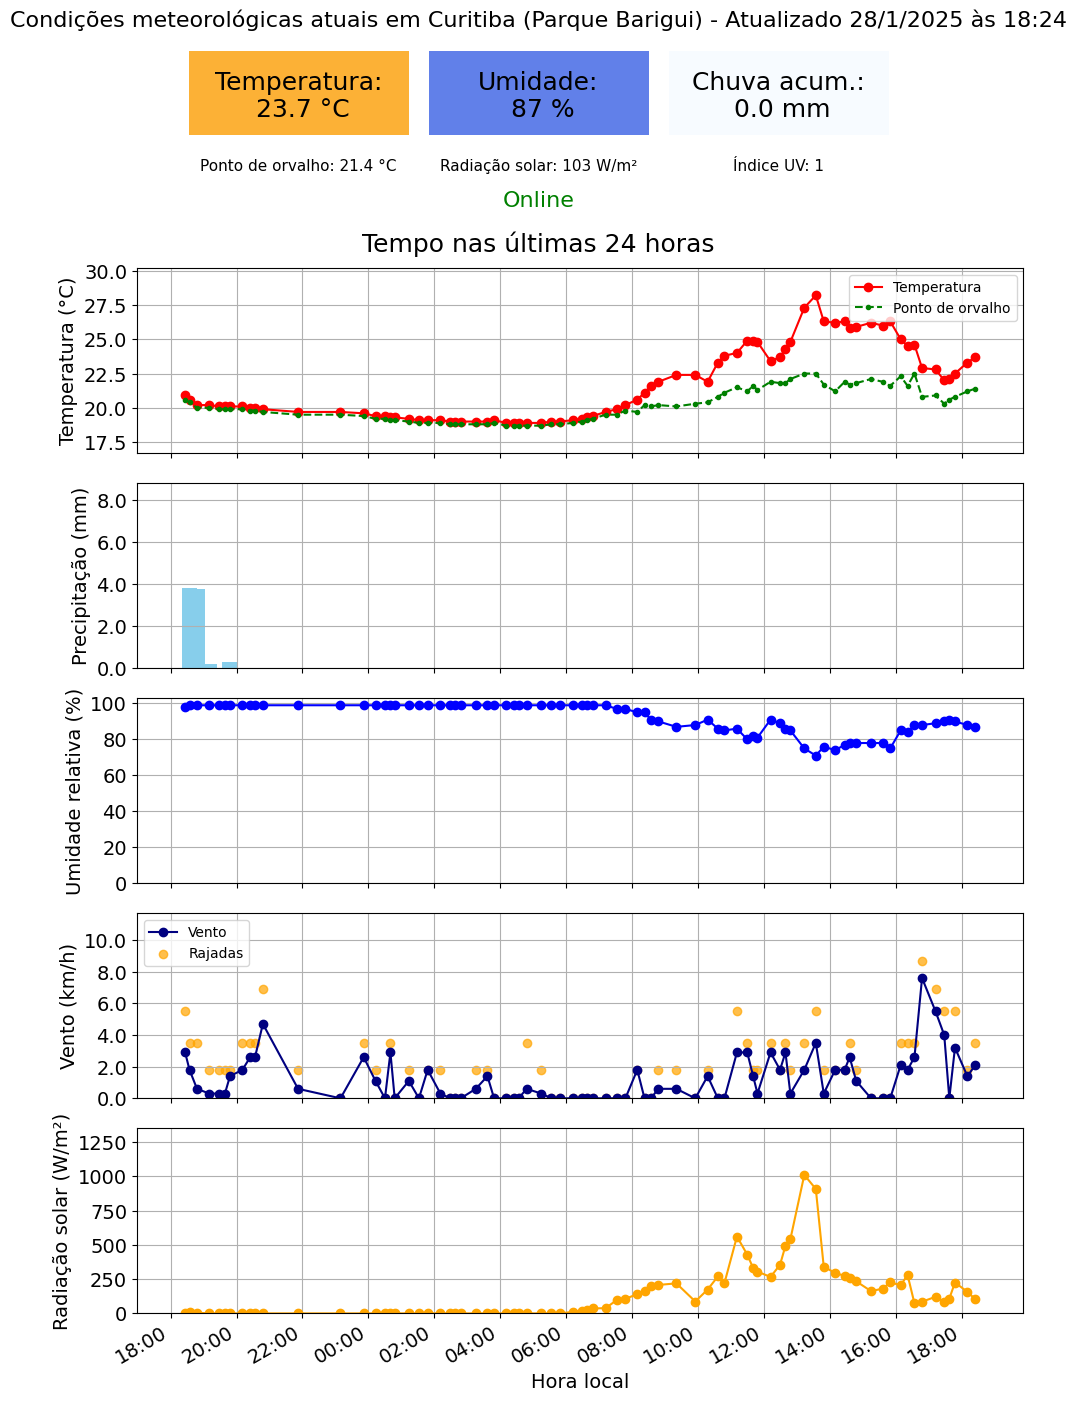 Condições meteorológicas atuais em Curitiba (Parque Barigui) - Atualizado 28/1/2025 às 18:24
Temperatura:
23.7 °C
Umidade:
87 %
Chuva acum.:
0.0 mm
Ponto de orvalho: 21.4 °C
Radiação solar: 103 W/m²
Índice UV: 1
Online
Tempo nas últimas 24 horas
Temperatura (°C)
30.0
27.5
25.0
22.5
20.0
17.5
Temperatura
Ponto de orvalho
Precipitação (mm)
8.0
6.0
4.0
2.0
0.0
Umidade relativa (%)
100
80
60
40
20
0
Vento (km/h)
10.0
8.0
6.0
4.0
2.0
0.0
Vento
Rajadas
Radiação solar (W/m²)
1250
1000
750
500
250
0
18:00
20:00
22:00
00:00
02:00
04:00
06:00
08:00
10:00
12:00
14:00
16:00
18:00
Hora local